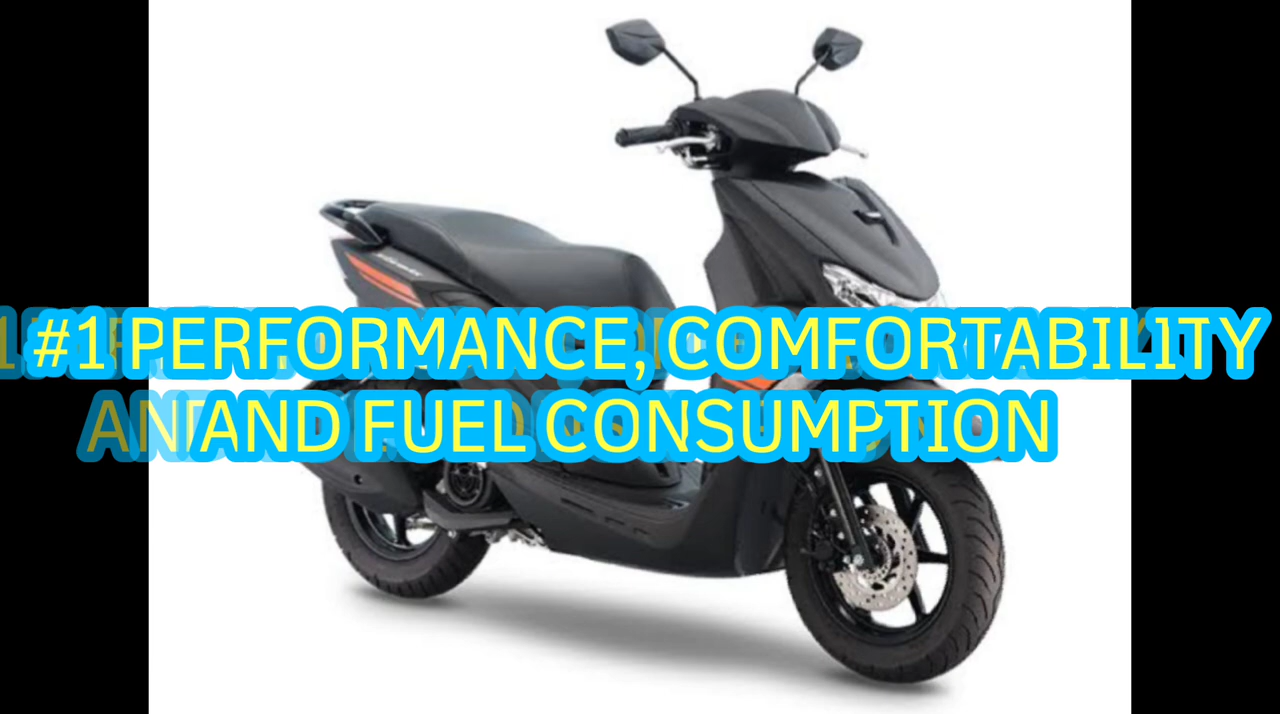 #1 PERFORMANCE, COMFORTABILITY
AND FUEL CONSUMPTION